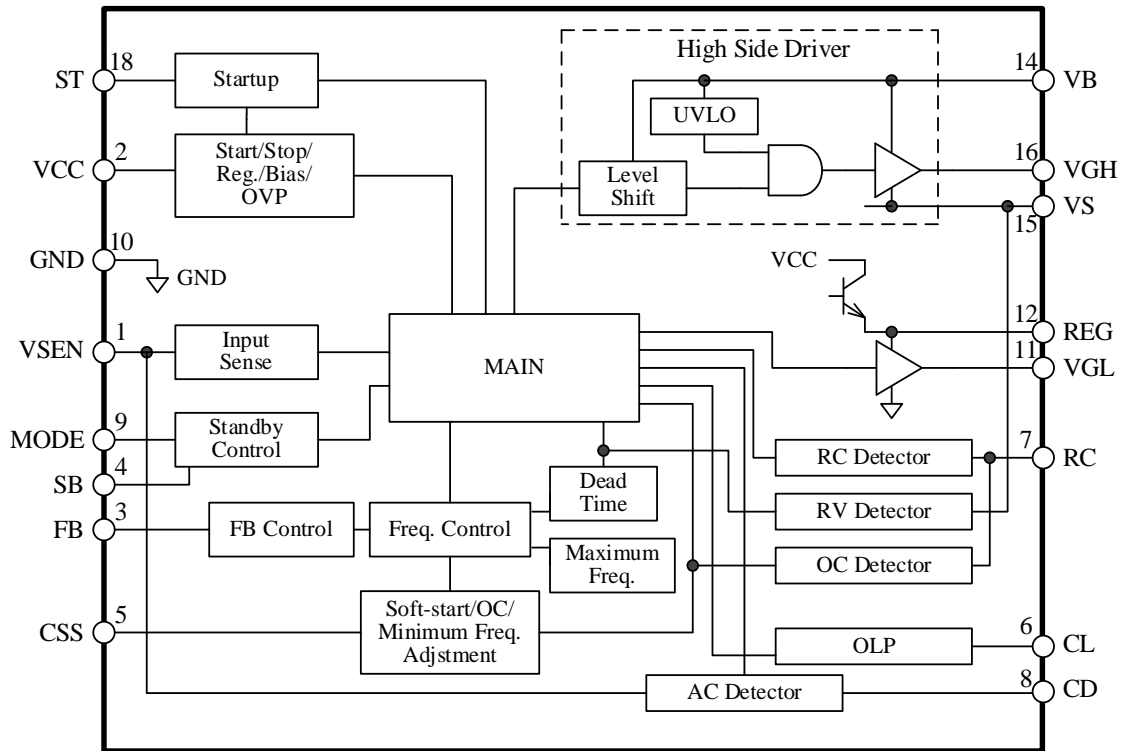 High Side Driver
18
ST
Startup
14
VB
UVLO
2
VCC
Start/Stop/
Reg./Bias/
OVP
16
VGH
Level
Shift
VS
15
10
GND
GND
VCC
12
REG
1
VSEN
Input
Sense
MAIN
11
VGL
9
MODE
Standby
Control
4
SB
7
RC
RC Detector
Dead
Time
3
FB
FB Control
Freq. Control
RV Detector
Maximum
Freq.
OC Detector
5
CSS
Soft-start/OC/
Minimum Freq.
Adjstment
6
CL
OLP
8
CD
AC Detector